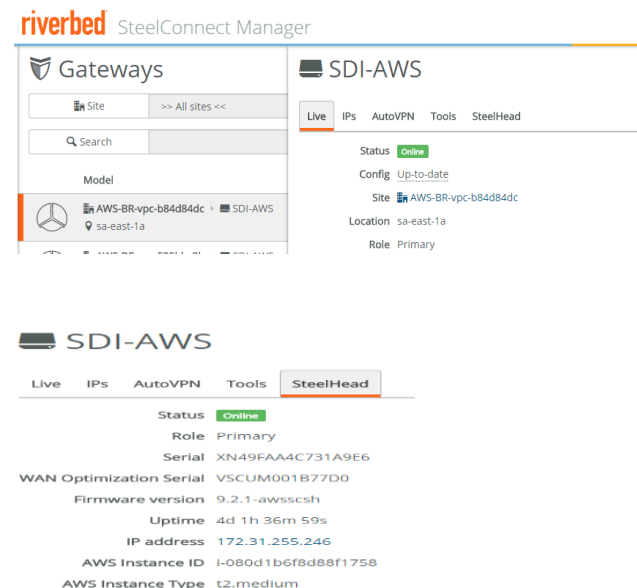 riverbed SteelConnect Manager
Gateways
Site >> All sites <<
Search
Model
AWS-BR-vpc-b84d84dc SDI-AWS
sa-east-1a
SDI-AWS
Live IPs AutoVPN Tools SteelHead
Status Online
Config Up-to-date
Site AWS-BR-vpc-b84d84dc
Location sa-east-1a
Role Primary
SDI-AWS
Live IPs AutoVPN Tools SteelHead
Status Online
Role Primary
Serial XN49FAA4C731A9E6
WAN Optimization Serial VSCUM001B77D0
Firmware version 9.2.1-awsscsh
Uptime 4d 1h 36m 59s
IP address 172.31.255.246
AWS Instance ID i-080d1b6f8d88f1758
AWS Instance Type t2.medium